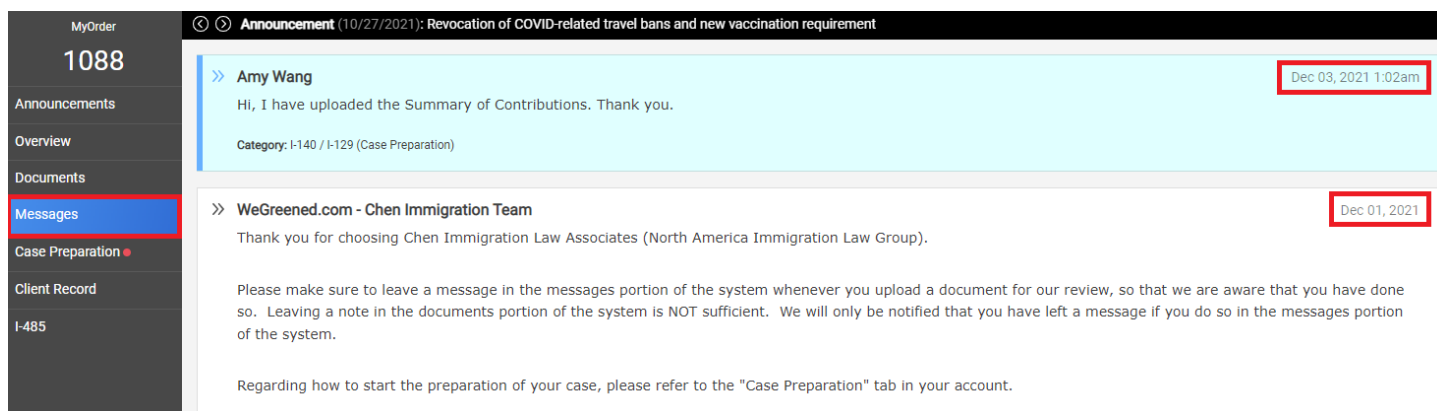 MyOrder
1088
Announcements
Overview
Documents
Messages
Case Preparation
Client Record
I-485
Announcement (10/27/2021): Revocation of COVID-related travel bans and new vaccination requirement
Amy Wang
Dec 03, 2021 1:02am
Hi, I have uploaded the Summary of Contributions. Thank you.
Category: I-140 / I-129 (Case Preparation)
WeGreened.com - Chen Immigration Team
Dec 01, 2021
Thank you for choosing Chen Immigration Law Associates (North America Immigration Law Group).
Please make sure to leave a message in the messages portion of the system whenever you upload a document for our review, so that we are aware that you have done
so. Leaving a note in the documents portion of the system is NOT sufficient. We will only be notified that you have left a message if you do so in the messages portion
of the system.
Regarding how to start the preparation of your case, please refer to the "Case Preparation" tab in your account.